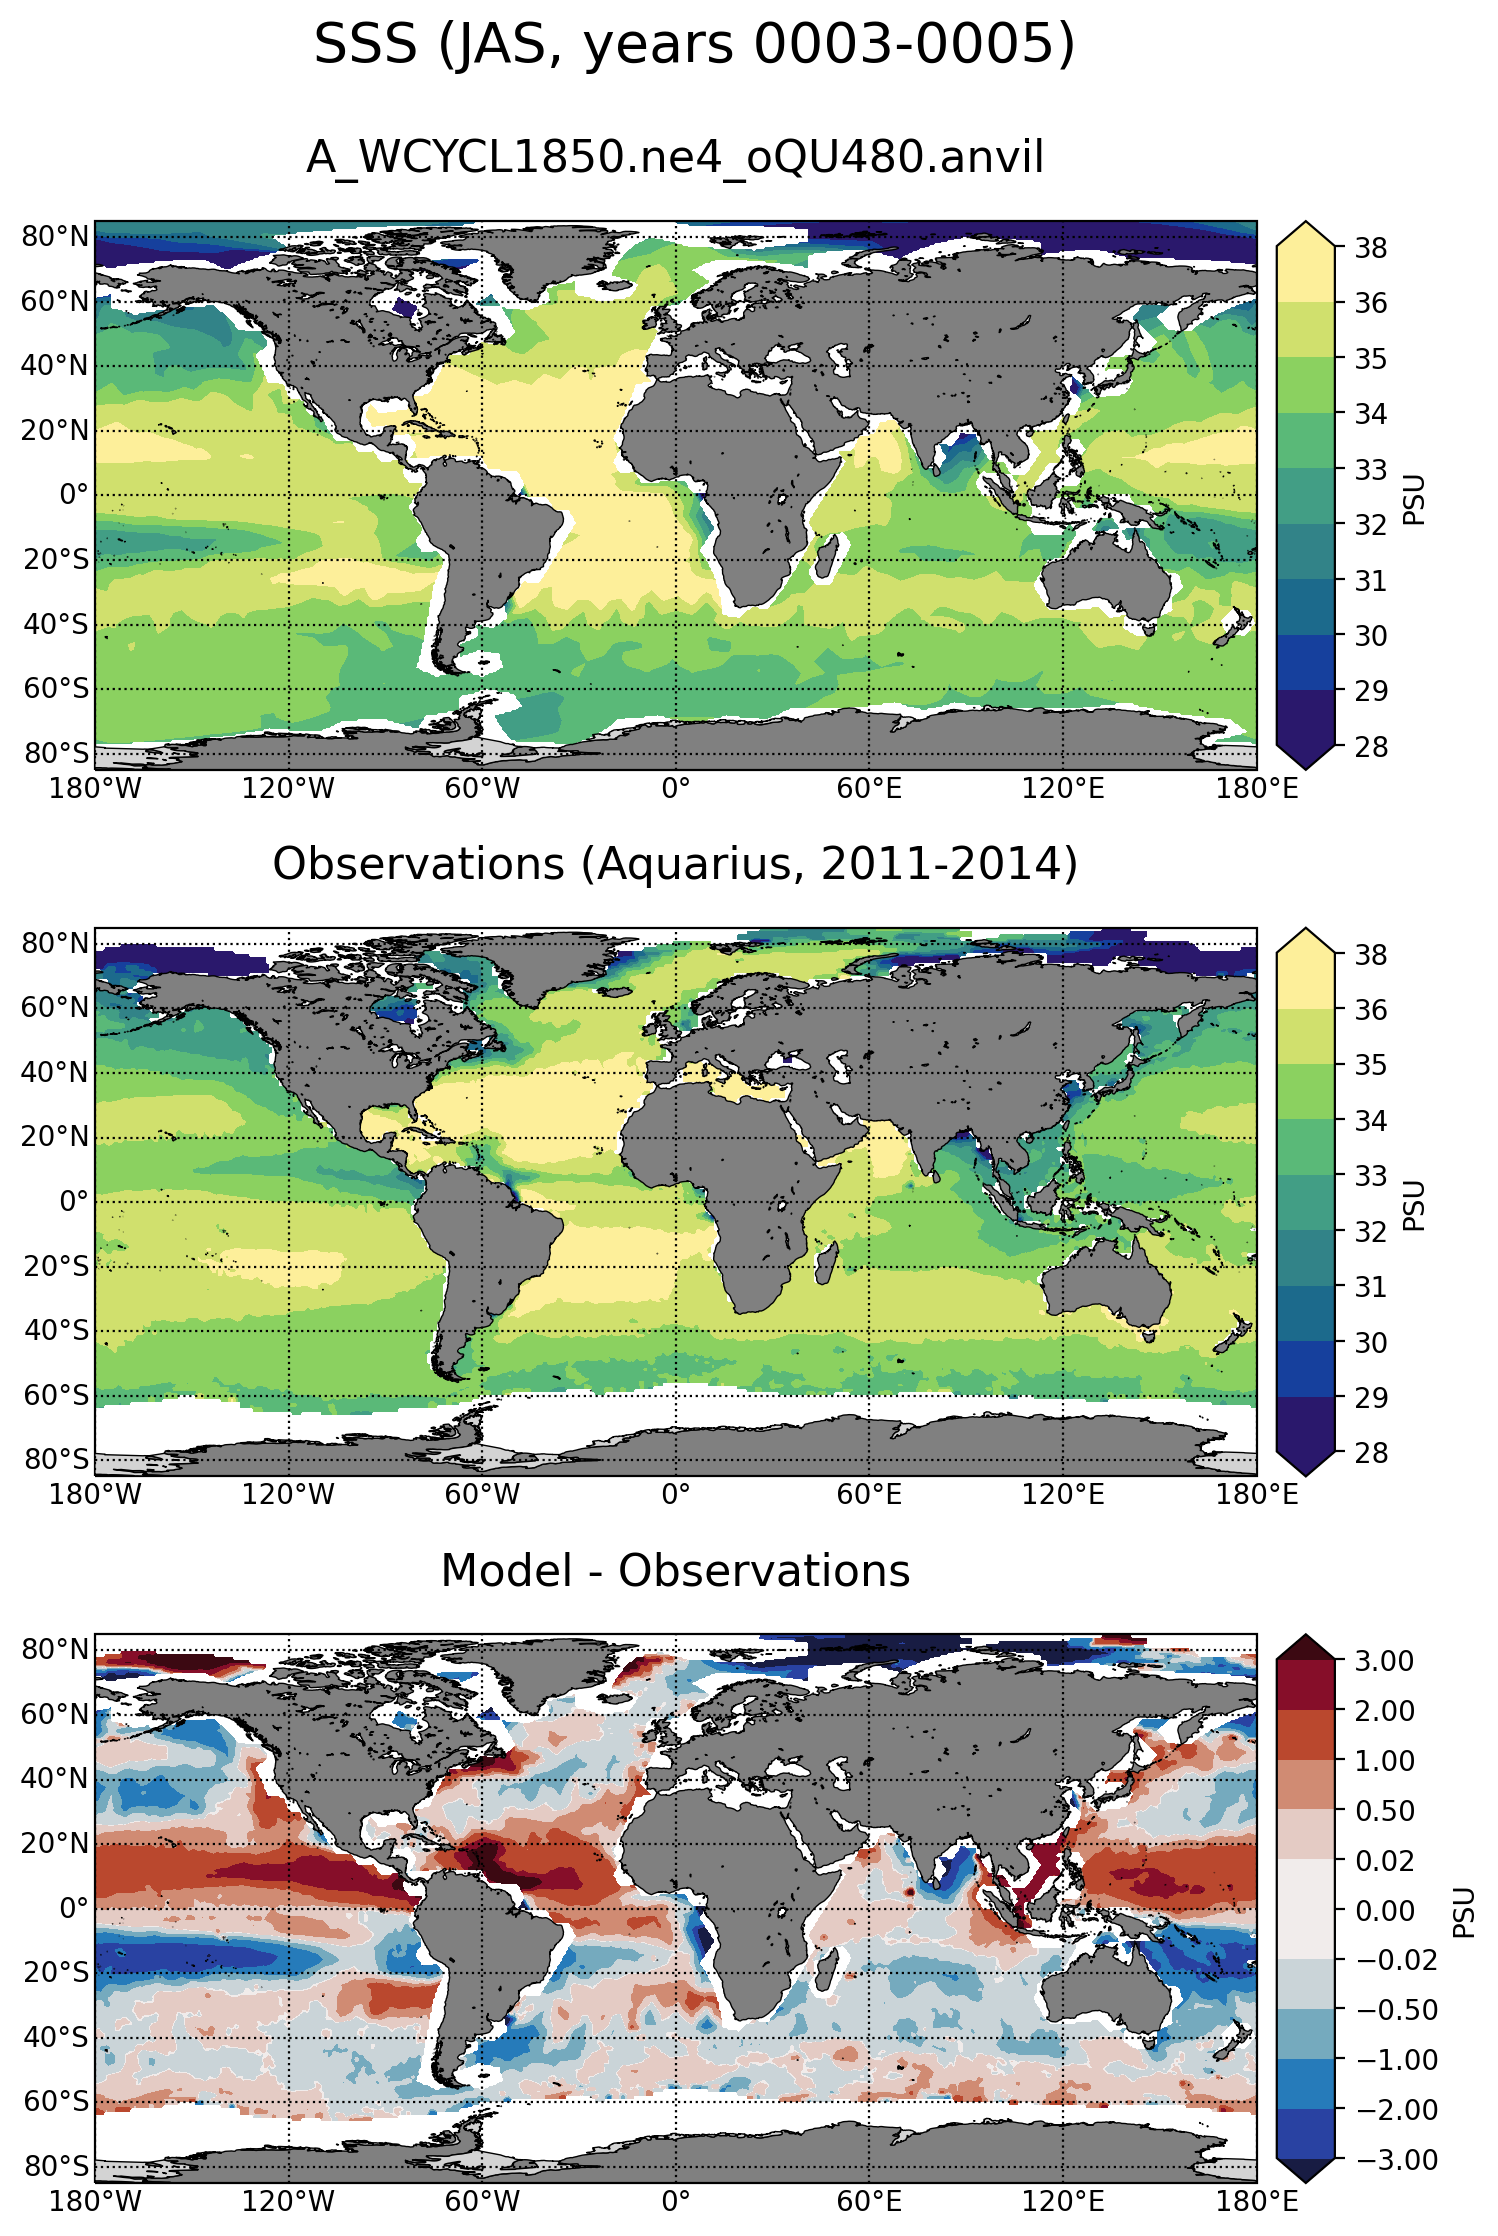 SSS (JAS, years 0003-0005)
A_WCYCL1850.ne4_oQU480.anvil
80°N
60°N
40°N
20°N
0°
20°S
40°S
60°S
80°S
180°W 120°W 60°W 0° 60°E 120°E 180°E
38
36
35
34
33
32
31
30
29
28
PSU
Observations (Aquarius, 2011-2014)
80°N
60°N
40°N
20°N
0°
20°S
40°S
60°S
80°S
180°W 120°W 60°W 0° 60°E 120°E 180°E
38
36
35
34
33
32
31
30
29
28
PSU
Model - Observations
80°N
60°N
40°N
20°N
0°
20°S
40°S
60°S
80°S
180°W 120°W 60°W 0° 60°E 120°E 180°E
3.00
2.00
1.00
0.50
0.02
0.00
−0.02
−0.50
−1.00
−2.00
−3.00
PSU